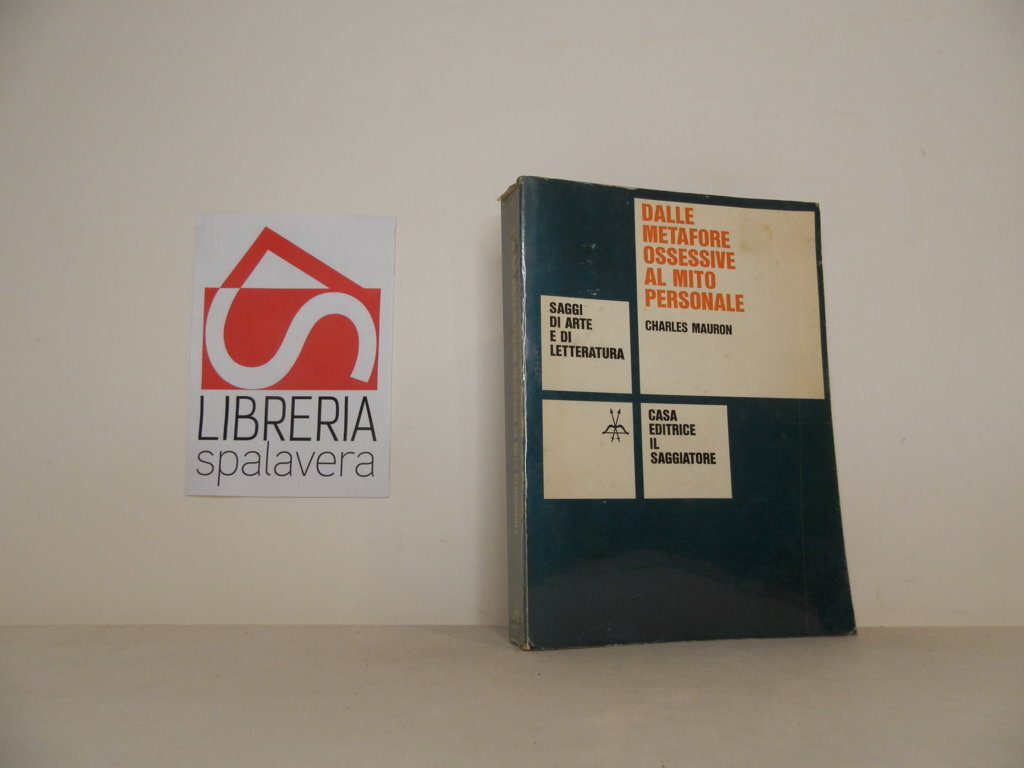 LIBRERIA
spalavera
DALLE
METAFORE
OSSESSIVE
AL MITO
PERSONALE
CHARLES MAURON
SAGGI
DI ARTE
E DI
LETTERATURA
CASA
EDITRICE
IL
SAGGIATORE